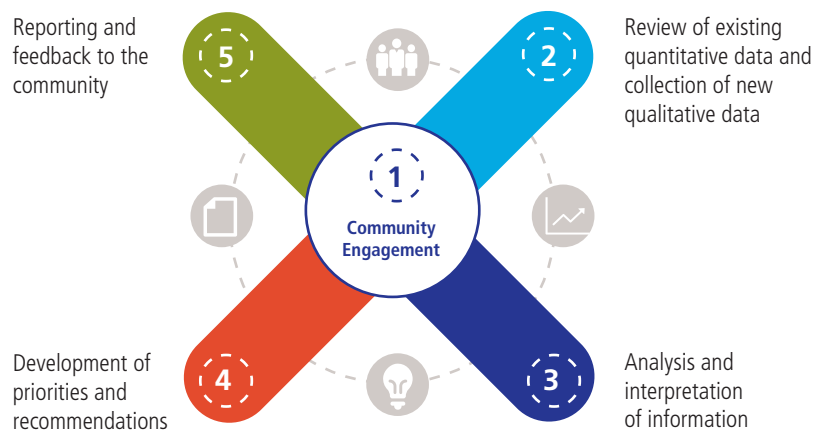 1
Community
Engagement
2
Review of existing
quantitative data and
collection of new
qualitative data
3
Analysis and
interpretation
of information
4
Development of
priorities and
recommendations
5
Reporting and
feedback to the
community